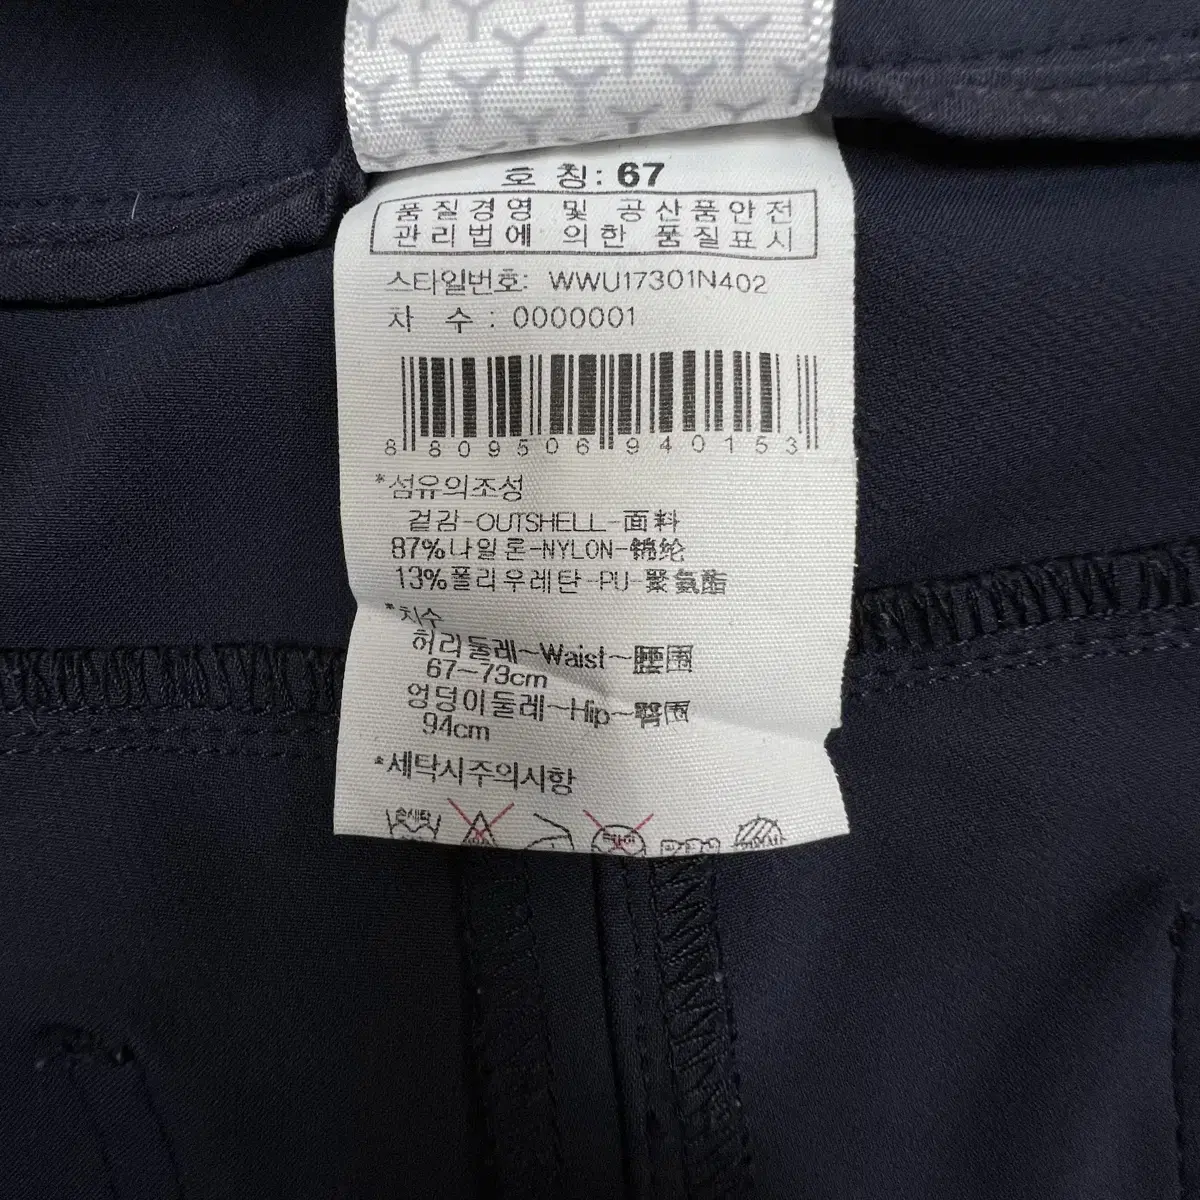 호 칭: 67
품질경영 및 공산품안전
관리법에 의한 품질표시
스타일번호: WWU17301N402
차 수 : 0000001
8 809506 940153
*섬유의조성
겉감-OUTSHELL-面料
87%나일론-NYLON-锦纶
13%폴리우레탄-PU-聚氨酯
*치수
허리둘레~Waist~腰围
67~73cm
엉덩이둘레~Hip~臀围
94cm
*세탁시주의시항
손세탁